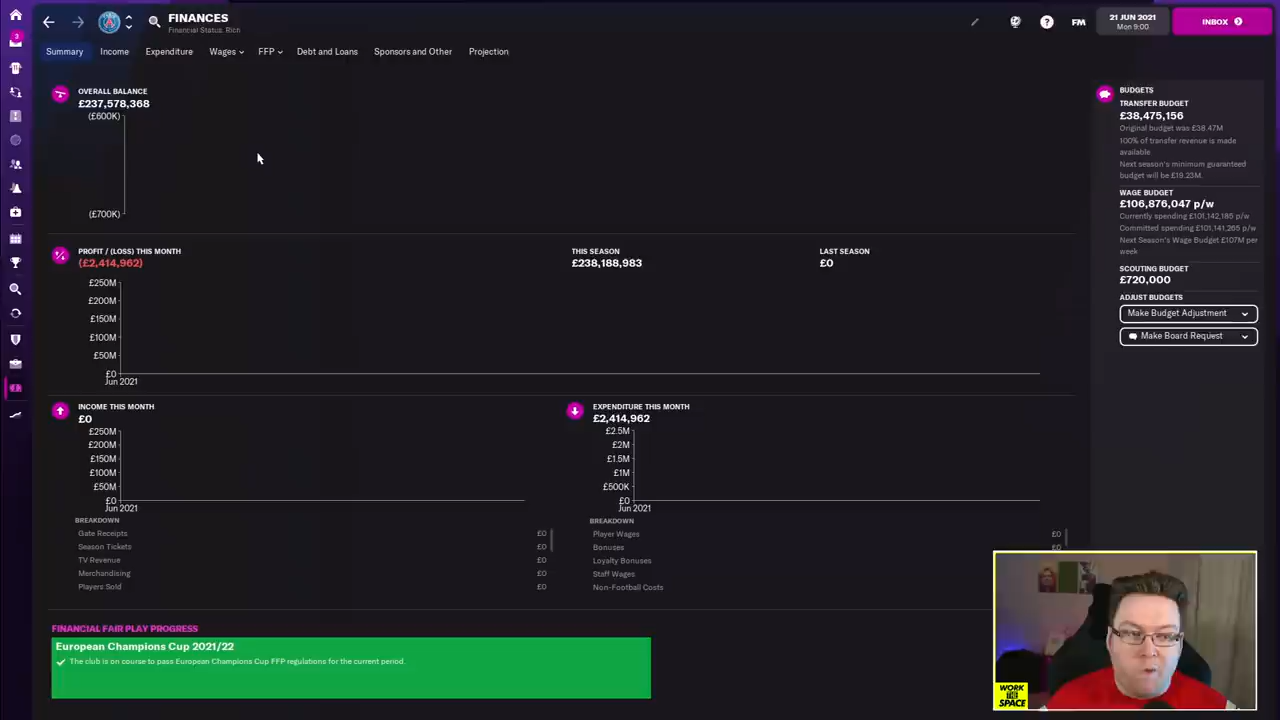 FINANCES
Financial Status: Rich
FM
21 JUN 2021
Mon 9:00
INBOX
3
Summary
Income
Expenditure
Wages
FFP
Debt and Loans
Sponsors and Other
Projection
OVERALL BALANCE
£237,578,368
(£600K)
(£700K)
PROFIT / (LOSS) THIS MONTH
(£2,414,962)
THIS SEASON
£238,188,983
LAST SEASON
£0
£250M
£200M
£150M
£100M
£50M
£0
Jun 2021
INCOME THIS MONTH
£0
£250M
£200M
£150M
£100M
£50M
£0
Jun 2021
BREAKDOWN
Gate Receipts £0
Season Tickets £0
TV Revenue £0
Merchandising £0
Players Sold £0
EXPENDITURE THIS MONTH
£2,414,962
£2.5M
£2M
£1.5M
£1M
£500K
£0
Jun 2021
BREAKDOWN
Player Wages £0
Bonuses £0
Loyalty Bonuses
Staff Wages
Non-Football Costs
FINANCIAL FAIR PLAY PROGRESS
European Champions Cup 2021/22
The club is on course to pass European Champions Cup FFP regulations for the current period.
BUDGETS
TRANSFER BUDGET
£38,475,156
Original budget was £38.47M
100% of transfer revenue is made
available
Next season's minimum guaranteed
budget will be £19.23M.
WAGE BUDGET
£106,876,047 p/w
Currently spending £101,142,185 p/w
Committed spending £101,141,265 p/w
Next Season's Wage Budget £107M per
week
SCOUTING BUDGET
£720,000
ADJUST BUDGETS
Make Budget Adjustment
Make Board Request
WORK
THE
SPACE